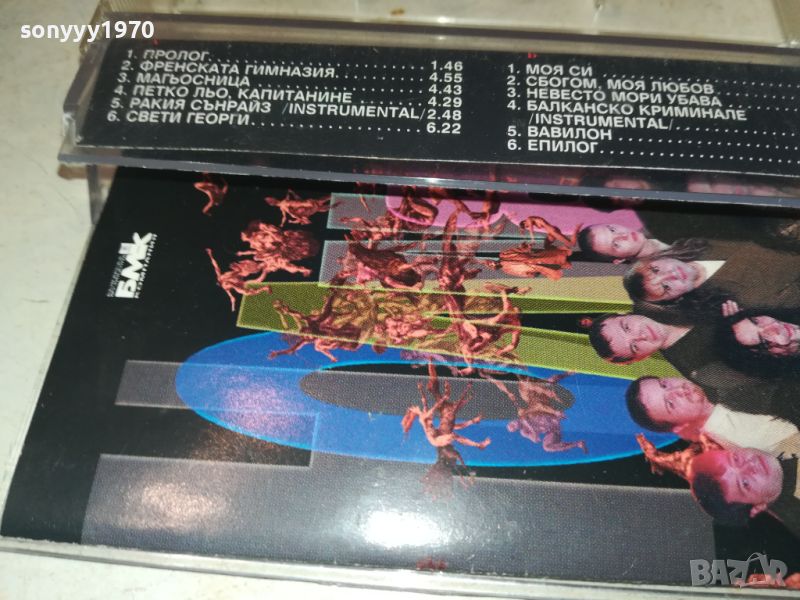 sonyyy1970
1. ПРОЛОГ
2. ФРЕНСКАТА ГИМНАЗИЯ 1.46
3. МАГЬОСНИЦА 4.55
4. ПЕТКО ЛЬО, КАПИТАНИНЕ 4.43
5. РАКИЯ СЪНРАЙЗ /INSTRUMENTAL/ 4.29
6. СВЕТИ ГЕОРГИ 2.48
6.22
B
1. МОЯ СИ
2. СБОГОМ, МОЯ ЛЮБОВ
3. НЕВЕСТО МОРИ УБАВА
4. БАЛКАНСКО КРИМИНАЛЕ
/INSTRUMENTAL/
5. ВАВИЛОН
6. ЕПИЛОГ
БМК
BAZAR